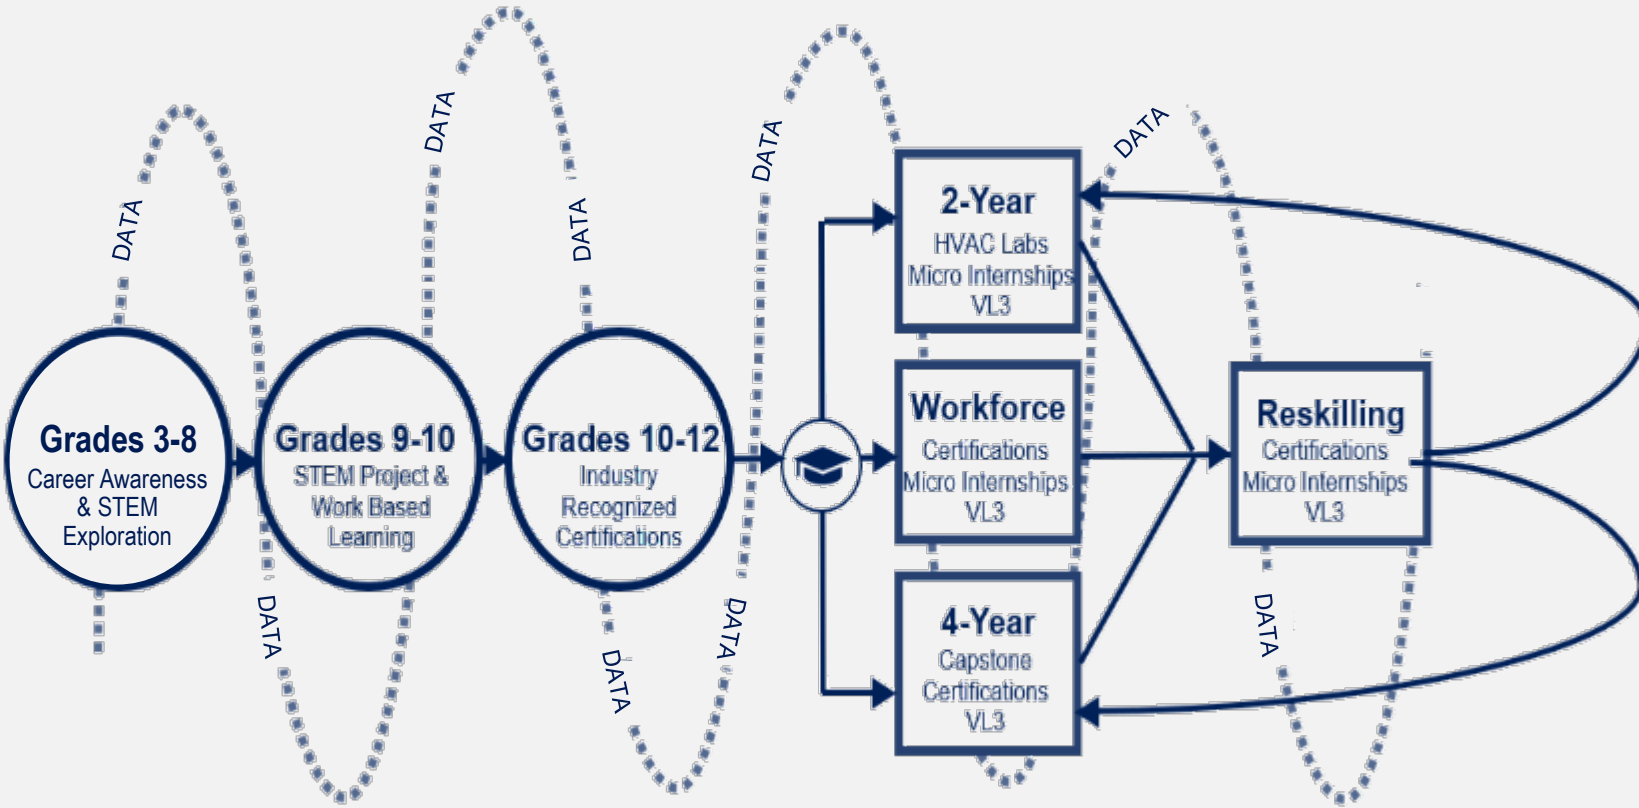 DATA
DATA
DATA
DATA
DATA
Grades 3-8
Career Awareness
& STEM
Exploration
Grades 9-10
STEM Project &
Work Based
Learning
Grades 10-12
Industry
Recognized
Certifications
2-Year
HVAC Labs
Micro Internships
VL3
Workforce
Certifications
Micro Internships
VL3
4-Year
Capstone
Certifications
VL3
Reskilling
Certifications
Micro Internships
VL3
DATA
DATA
DATA
DATA